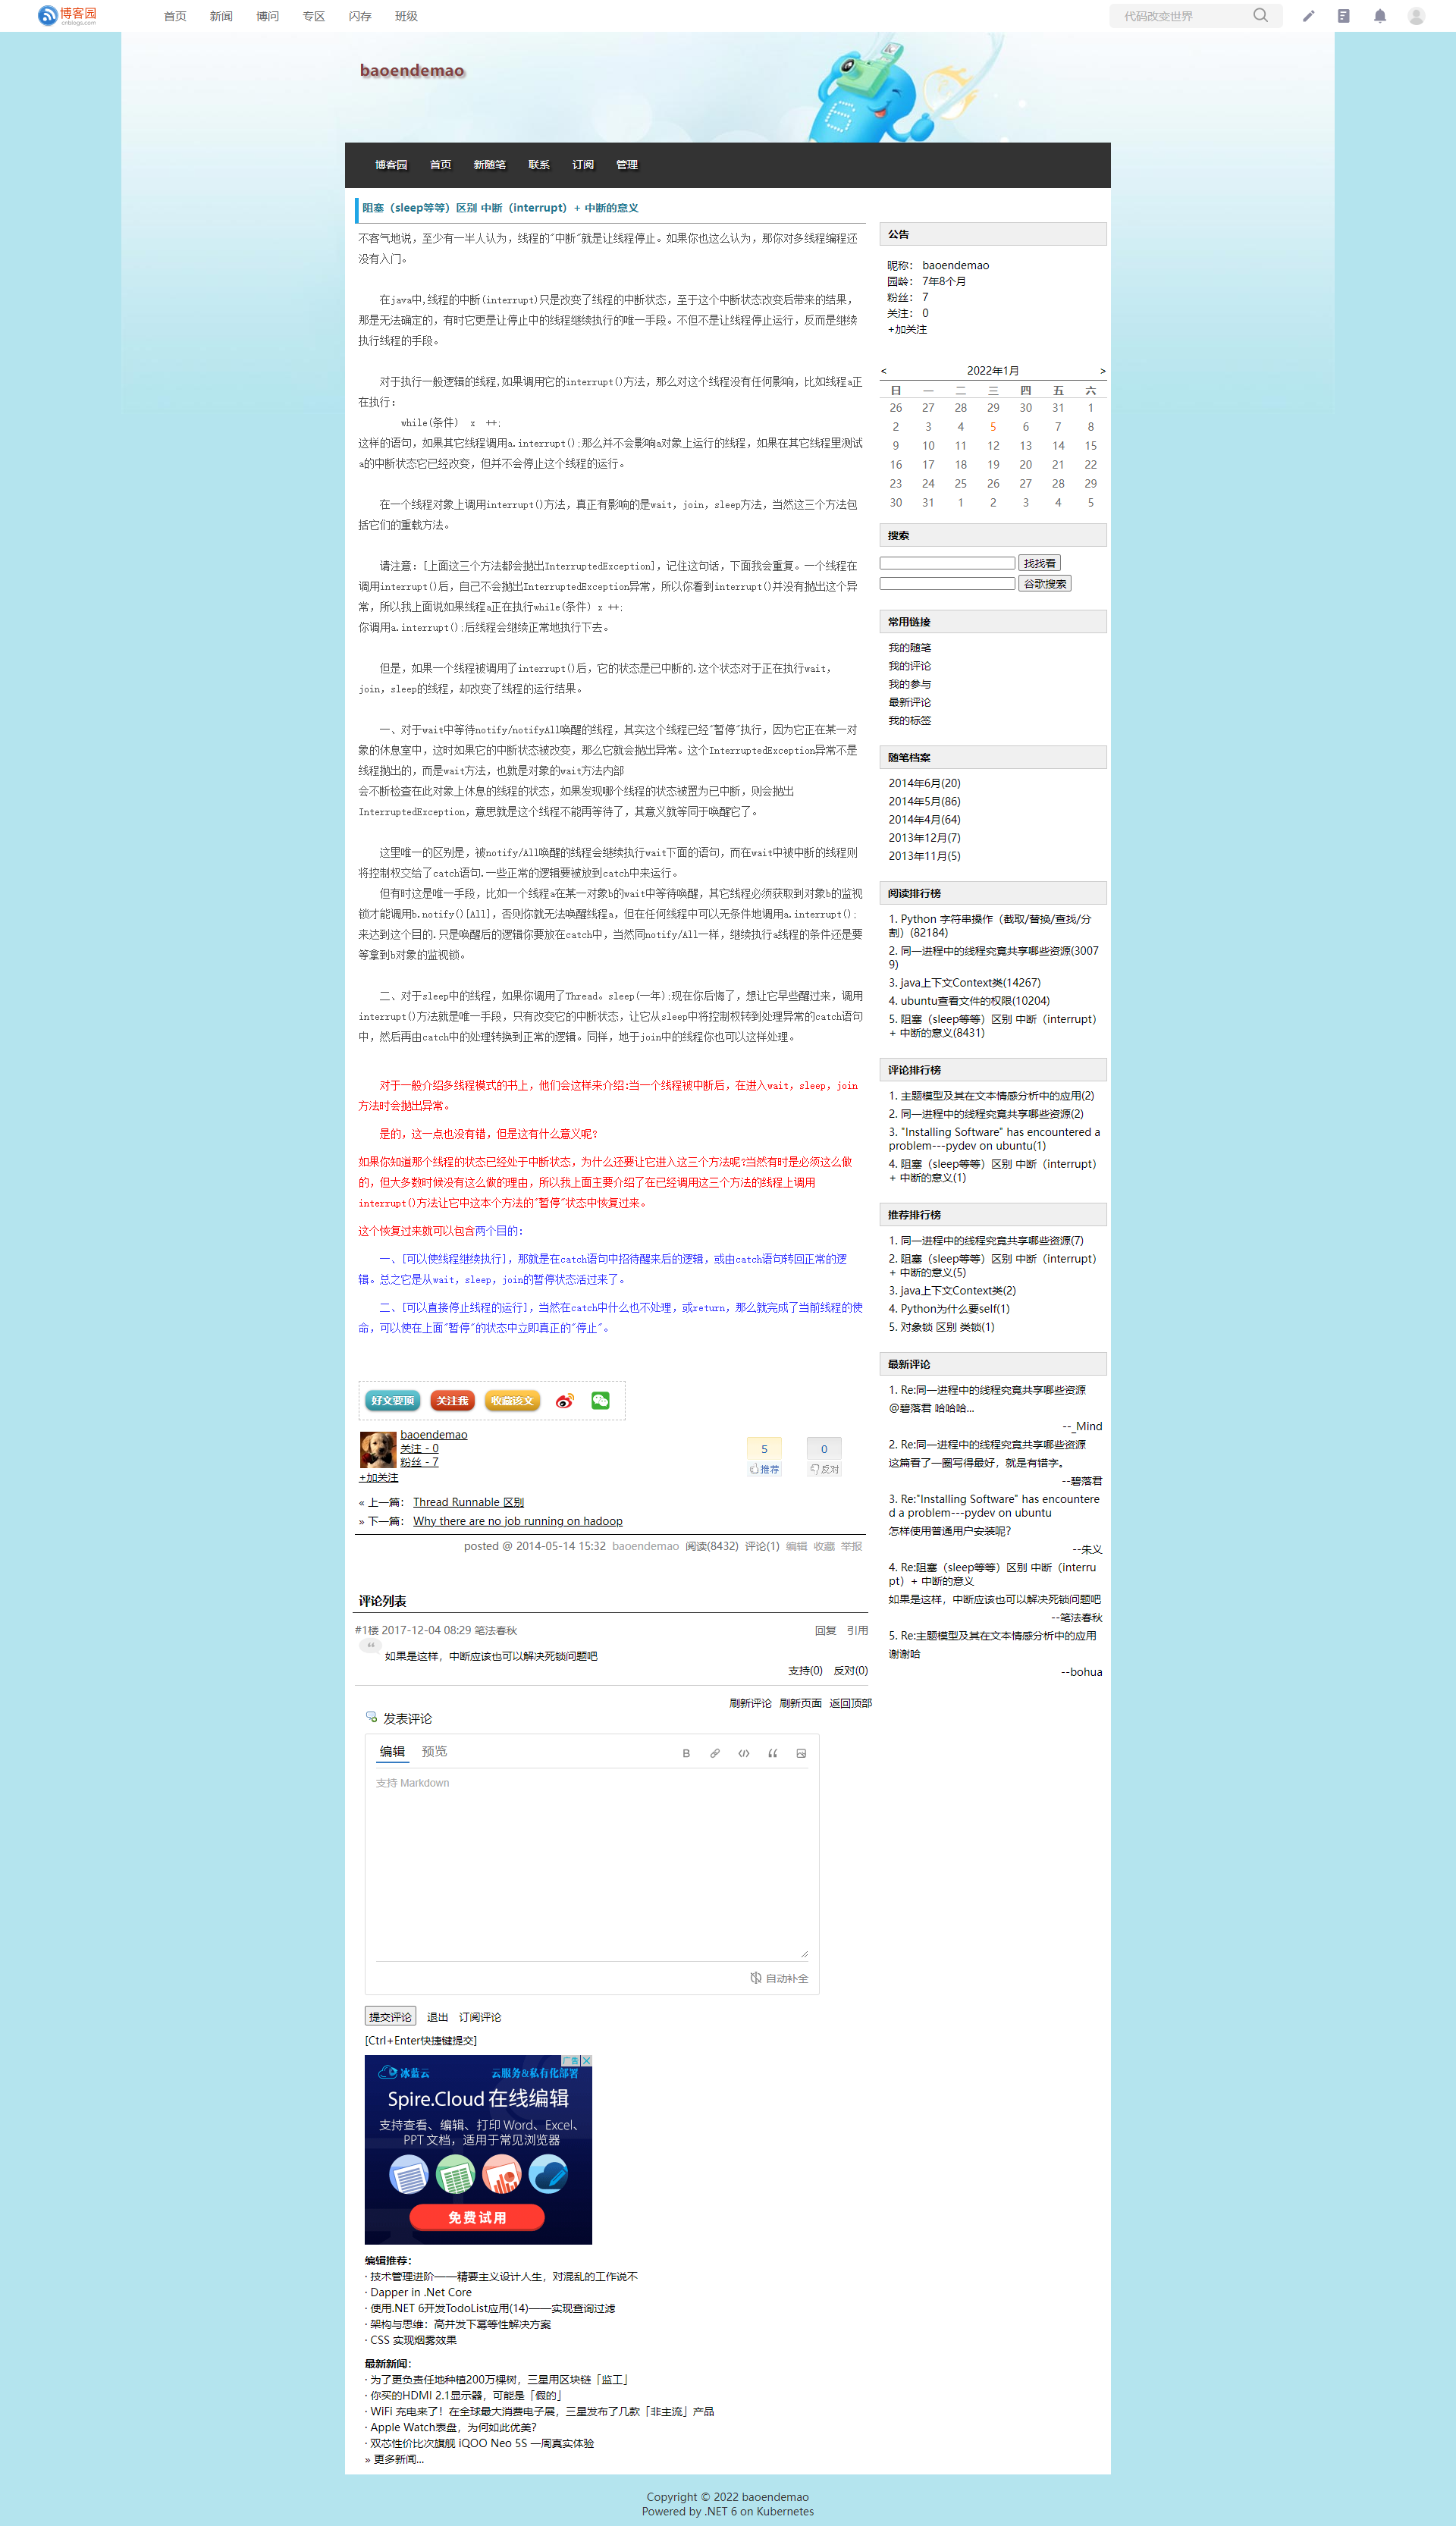 博客园
cnblogs.com
首页 新闻 博问 专区 闪存 班级
代码改变世界
baoendemao
博客园 首页 新随笔 联系 订阅 管理
阻塞（sleep等等）区别 中断（interrupt）+ 中断的意义
不客气地说，至少有一半人认为，线程的"中断"就是让线程停止。如果你也这么认为，那你对多线程编程还
没有入门。
在java中,线程的中断(interrupt)只是改变了线程的中断状态，至于这个中断状态改变后带来的结果，
那是无法确定的，有时它更是让停止中的线程继续执行的唯一手段。不但不是让线程停止运行，反而是继续
执行线程的手段。
对于执行一般逻辑的线程,如果调用它的interrupt()方法，那么对这个线程没有任何影响，比如线程a正
在执行：
while(条件) x ++;
这样的语句，如果其它线程调用a.interrupt();那么并不会影响a对象上运行的线程，如果在其它线程里测试
a的中断状态它已经改变，但并不会停止这个线程的运行。
在一个线程对象上调用interrupt()方法，真正有影响的是wait，join，sleep方法，当然这三个方法包
括它们的重载方法。
请注意：[上面这三个方法都会抛出InterruptedException]，记住这句话，下面我会重复。一个线程在
调用interrupt()后，自己不会抛出InterruptedException异常，所以你看到interrupt()并没有抛出这个异
常，所以我上面说如果线程a正在执行while(条件) x ++;
你调用a.interrupt();后线程会继续正常地执行下去。
但是，如果一个线程被调用了interrupt()后，它的状态是已中断的.这个状态对于正在执行wait，
join，sleep的线程，却改变了线程的运行结果。
一、对于wait中等待notify/notifyAll唤醒的线程，其实这个线程已经"暂停"执行，因为它正在某一对
象的休息室中，这时如果它的中断状态被改变，那么它就会抛出异常。这个InterruptedException异常不是
线程抛出的，而是wait方法，也就是对象的wait方法内部
会不断检查在此对象上休息的线程的状态，如果发现哪个线程的状态被置为已中断，则会抛出
InterruptedException，意思就是这个线程不能再等待了，其意义就等同于唤醒它了。
这里唯一的区别是，被notify/All唤醒的线程会继续执行wait下面的语句，而在wait中被中断的线程则
将控制权交给了catch语句.一些正常的逻辑要被放到catch中来运行。
但有时这是唯一手段，比如一个线程a在某一对象b的wait中等待唤醒，其它线程必须获取到对象b的监视
锁才能调用b.notify()[All]，否则你就无法唤醒线程a，但在任何线程中可以无条件地调用a.interrupt();
来达到这个目的.只是唤醒后的逻辑你要放在catch中，当然同notify/All一样，继续执行a线程的条件还是要
等拿到b对象的监视锁。
二、对于sleep中的线程，如果你调用了Thread。sleep(一年);现在你后悔了，想让它早些醒过来，调用
interrupt()方法就是唯一手段，只有改变它的中断状态，让它从sleep中将控制权转到处理异常的catch语句
中，然后再由catch中的处理转换到正常的逻辑。同样，地于join中的线程你也可以这样处理。
对于一般介绍多线程模式的书上，他们会这样来介绍:当一个线程被中断后，在进入wait，sleep，join
方法时会抛出异常。
是的，这一点也没有错，但是这有什么意义呢?
如果你知道那个线程的状态已经处于中断状态，为什么还要让它进入这三个方法呢?当然有时是必须这么做
的，但大多数时候没有这么做的理由，所以我上面主要介绍了在已经调用这三个方法的线程上调用
interrupt()方法让它中这本个方法的"暂停"状态中恢复过来。
这个恢复过来就可以包含两个目的:
一、[可以使线程继续执行]，那就是在catch语句中招待醒来后的逻辑，或由catch语句转回正常的逻
辑。总之它是从wait，sleep，join的暂停状态活过来了。
二、[可以直接停止线程的运行]，当然在catch中什么也不处理，或return，那么就完成了当前线程的使
命，可以使在上面"暂停"的状态中立即真正的"停止"。
好文要顶 关注我 收藏该文
baoendemao
关注 - 0
粉丝 - 7
+加关注
5 0
推荐 反对
« 上一篇： Thread Runnable 区别
» 下一篇： Why there are no job running on hadoop
posted @ 2014-05-14 15:32 baoendemao 阅读(8432) 评论(1) 编辑 收藏 举报
评论列表
#1楼 2017-12-04 08:29 笔法春秋
回复 引用
如果是这样，中断应该也可以解决死锁问题吧
支持(0) 反对(0)
刷新评论 刷新页面 返回顶部
发表评论
编辑 预览
B
支持 Markdown
自动补全
提交评论 退出 订阅评论
[Ctrl+Enter快捷键提交]
广告
冰蓝云 云服务&私有化部署
Spire.Cloud 在线编辑
支持查看、编辑、打印 Word、Excel、
PPT 文档，适用于常见浏览器
免费试用
编辑推荐：
· 技术管理进阶——精要主义设计人生，对混乱的工作说不
· Dapper in .Net Core
· 使用.NET 6开发TodoList应用(14)——实现查询过滤
· 架构与思维：高并发下幂等性解决方案
· CSS 实现烟雾效果
最新新闻：
· 为了更负责任地种植200万棵树，三星用区块链「监工」
· 你买的HDMI 2.1显示器，可能是「假的」
· WiFi 充电来了！在全球最大消费电子展，三星发布了几款「非主流」产品
· Apple Watch表盘，为何如此优美?
· 双芯性价比次旗舰 iQOO Neo 5S 一周真实体验
» 更多新闻...
公告
昵称： baoendemao
园龄： 7年8个月
粉丝： 7
关注： 0
+加关注
< 2022年1月 >
日 一 二 三 四 五 六
26 27 28 29 30 31 1
2 3 4 5 6 7 8
9 10 11 12 13 14 15
16 17 18 19 20 21 22
23 24 25 26 27 28 29
30 31 1 2 3 4 5
搜索
找找看
谷歌搜索
常用链接
我的随笔
我的评论
我的参与
最新评论
我的标签
随笔档案
2014年6月(20)
2014年5月(86)
2014年4月(64)
2013年12月(7)
2013年11月(5)
阅读排行榜
1. Python 字符串操作（截取/替换/查找/分
割）(82184)
2. 同一进程中的线程究竟共享哪些资源(3007
9)
3. java上下文Context类(14267)
4. ubuntu查看文件的权限(10204)
5. 阻塞（sleep等等）区别 中断（interrupt）
+ 中断的意义(8431)
评论排行榜
1. 主题模型及其在文本情感分析中的应用(2)
2. 同一进程中的线程究竟共享哪些资源(2)
3. "Installing Software" has encountered a
problem---pydev on ubuntu(1)
4. 阻塞（sleep等等）区别 中断（interrupt）
+ 中断的意义(1)
推荐排行榜
1. 同一进程中的线程究竟共享哪些资源(7)
2. 阻塞（sleep等等）区别 中断（interrupt）
+ 中断的意义(5)
3. java上下文Context类(2)
4. Python为什么要self(1)
5. 对象锁 区别 类锁(1)
最新评论
1. Re:同一进程中的线程究竟共享哪些资源
@碧落君 哈哈哈...
--_Mind
2. Re:同一进程中的线程究竟共享哪些资源
这篇看了一圈写得最好，就是有错字。
--碧落君
3. Re:"Installing Software" has encountere
d a problem---pydev on ubuntu
怎样使用普通用户安装呢?
--朱义
4. Re:阻塞（sleep等等）区别 中断（interru
pt）+ 中断的意义
如果是这样，中断应该也可以解决死锁问题吧
--笔法春秋
5. Re:主题模型及其在文本情感分析中的应用
谢谢哈
--bohua
Copyright © 2022 baoendemao
Powered by .NET 6 on Kubernetes